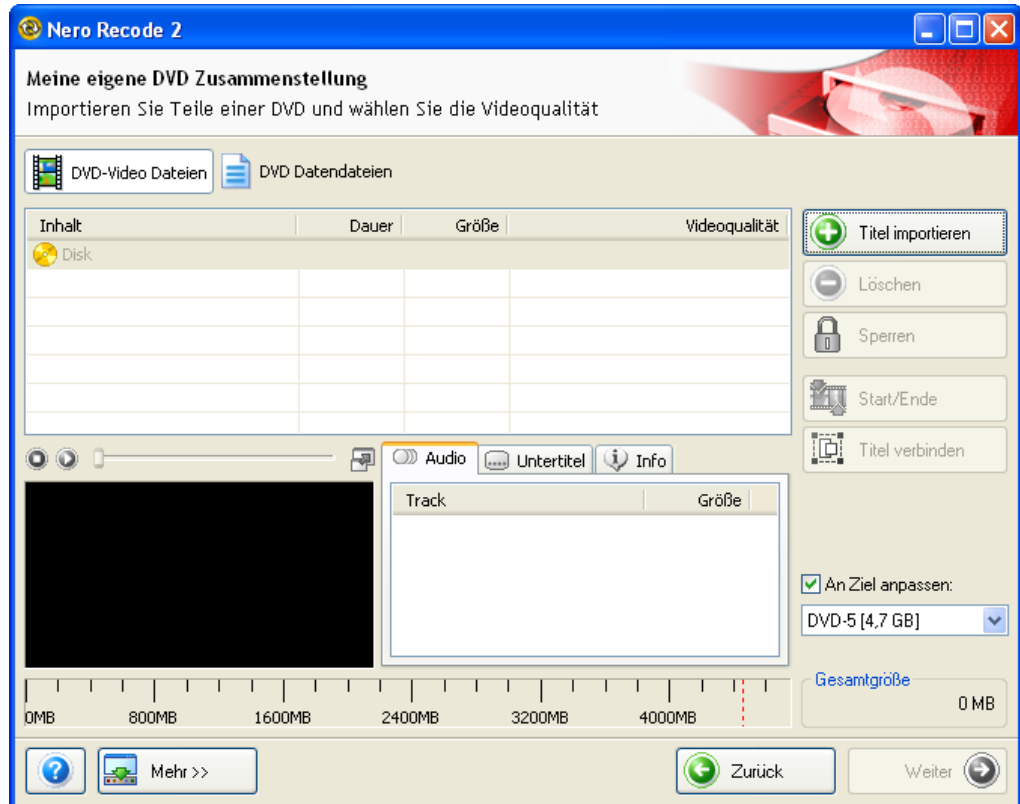 Nero Recode 2
Meine eigene DVD Zusammenstellung
Importieren Sie Teile einer DVD und wählen Sie die Videoqualität
DVD-Video Dateien DVD Datendateien
Inhalt Dauer Größe Videoqualität
Disk
Titel importieren
Löschen
Sperren
Start/Ende
Titel verbinden
Audio Untertitel Info
Track Größe
An Ziel anpassen:
DVD-5 [4,7 GB]
Gesamtgröße
0 MB
0MB 800MB 1600MB 2400MB 3200MB 4000MB
Mehr >> Zurück Weiter